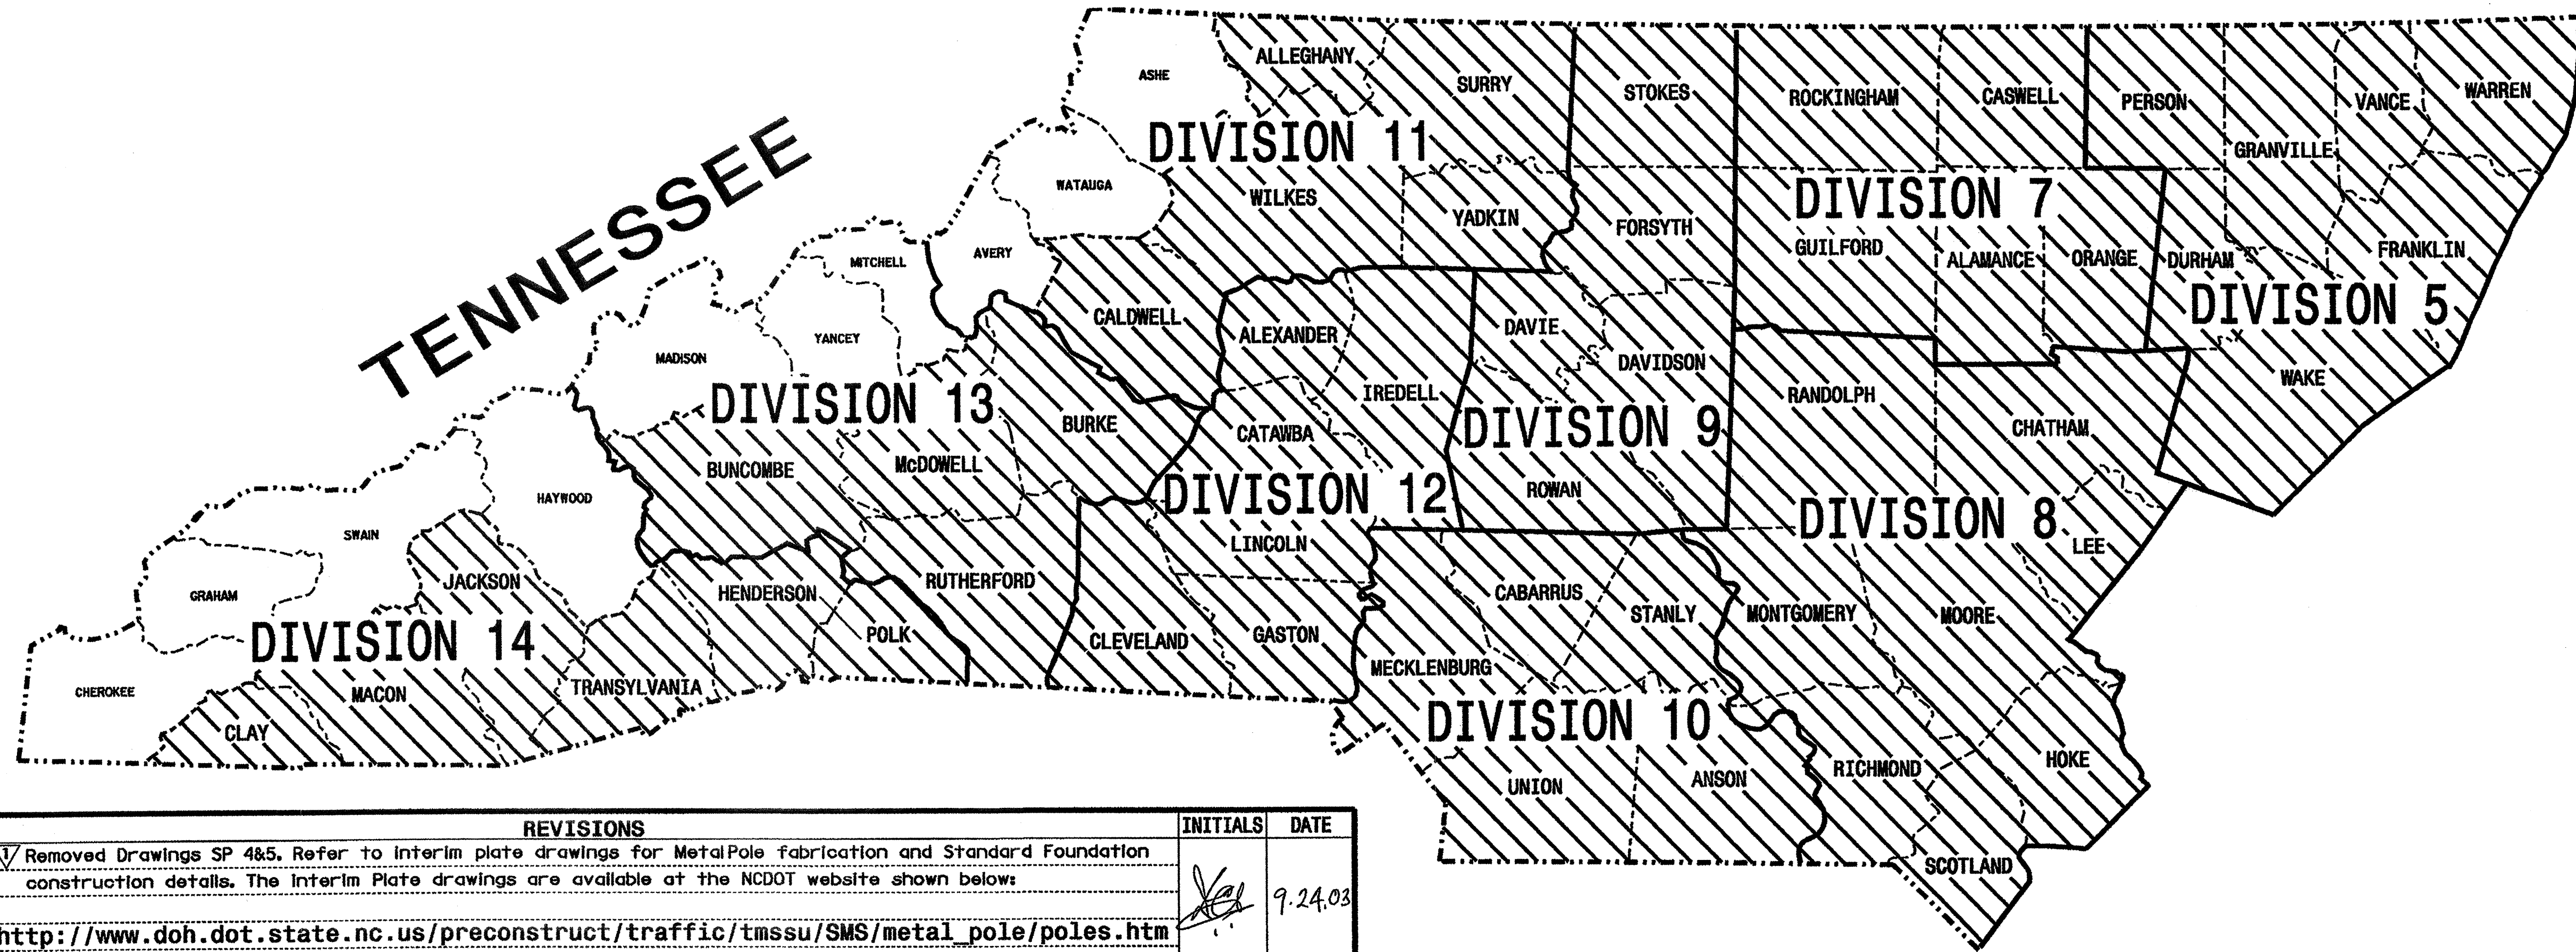 TENNESSEE
ASHE
ALLEGHANY
SURRY
STOKES
ROCKINGHAM
CASWELL
PERSON
GRANVILLE
VANCE
WARREN
DIVISION 11
WATAUGA
WILKES
YADKIN
FORSYTH
DIVISION 7
GUILFORD
ALAMANCE
ORANGE
DURHAM
FRANKLIN
DIVISION 5
WAKE
MITCHELL
AVERY
CALDWELL
ALEXANDER
IREDELL
DAVIE
DAVIDSON
RANDOLPH
CHATHAM
MADISON
YANCEY
DIVISION 13
BURKE
CATAWBA
DIVISION 9
ROWAN
BUNCOMBE
McDOWELL
DIVISION 12
LINCOLN
DIVISION 8
LEE
HAYWOOD
SWAIN
GRAHAM
JACKSON
HENDERSON
RUTHERFORD
POLK
CLEVELAND
GASTON
CABARRUS
STANLY
MONTGOMERY
MOORE
DIVISION 14
CHEROKEE
CLAY
MACON
TRANSYLVANIA
MECKLENBURG
DIVISION 10
UNION
ANSON
RICHMOND
HOKE
SCOTLAND
REVISIONS INITIALS DATE
1 Removed Drawings SP 4&5. Refer to interim plate drawings for Metal Pole fabrication and Standard Foundation
construction details. The Interim Plate drawings are available at the NCDOT website shown below:
9.24.03
http://www.doh.dot.state.nc.us/preconstruct/traffic/tmssu/SMS/metal_pole/poles.htm